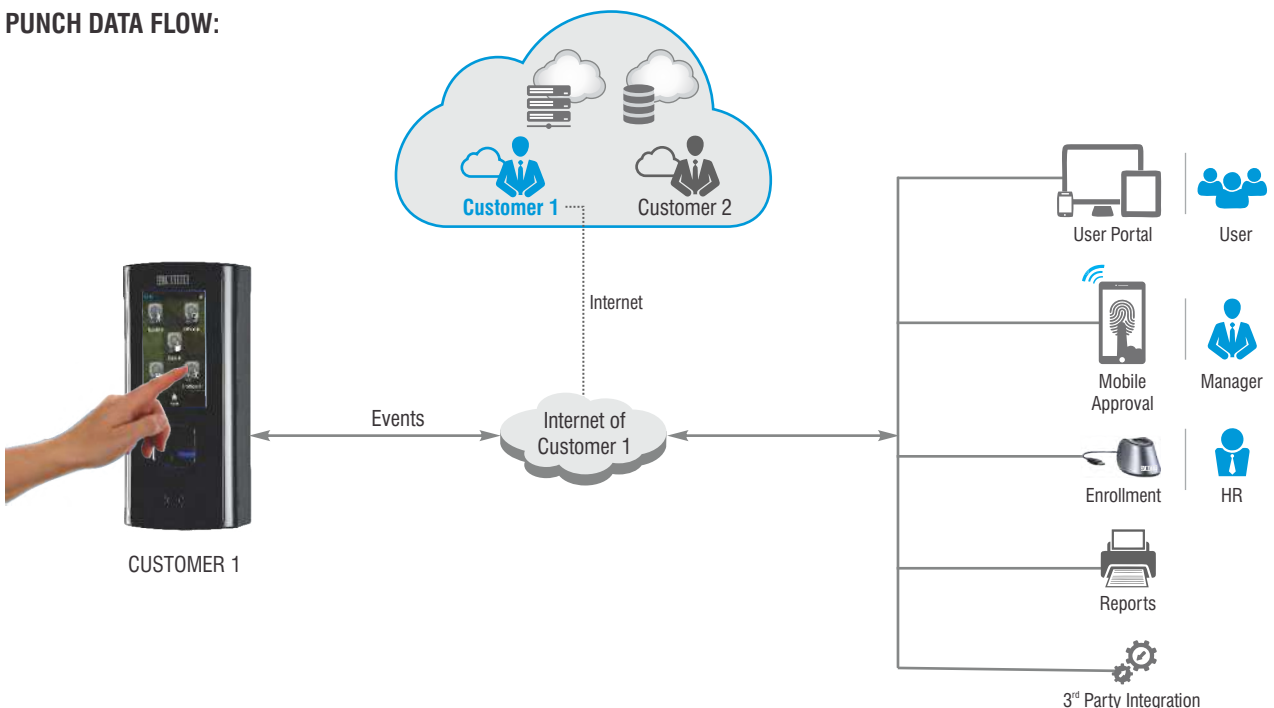 PUNCH DATA FLOW:
Customer 1
Customer 2
Internet
User Portal
User
Mobile
Approval
Manager
Events
Internet of
Customer 1
Enrollment
HR
CUSTOMER 1
Reports
3rd Party Integration